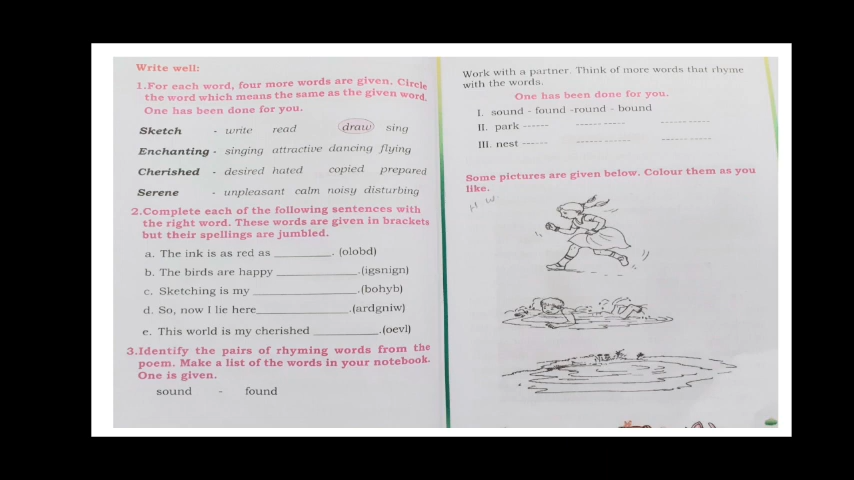 Write well:
1.For each word, four more words are given. Circle
the word which means the same as the given word.
One has been done for you.
Sketch - write read draw sing
Enchanting - singing attractive dancing flying
Cherished - desired hated copied prepared
Serene - unpleasant calm noisy disturbing
2.Complete each of the following sentences with
the right word. These words are given in brackets
but their spellings are jumbled.
a. The ink is as red as ________. (olobd)
b. The birds are happy ____________.(igsnign)
c. Sketching is my ________________.(bohyb)
d. So, now I lie here______________.(ardgniw)
e. This world is my cherished __________.(oevl)
3.Identify the pairs of rhyming words from the
poem. Make a list of the words in your notebook.
One is given.
sound - found
Work with a partner. Think of more words that rhyme
with the words.
One has been done for you.
I. sound - found -round - bound
II. park ------ ----------- -----------
III. nest ------ ----------- -----------
Some pictures are given below. Colour them as you
like.
H W